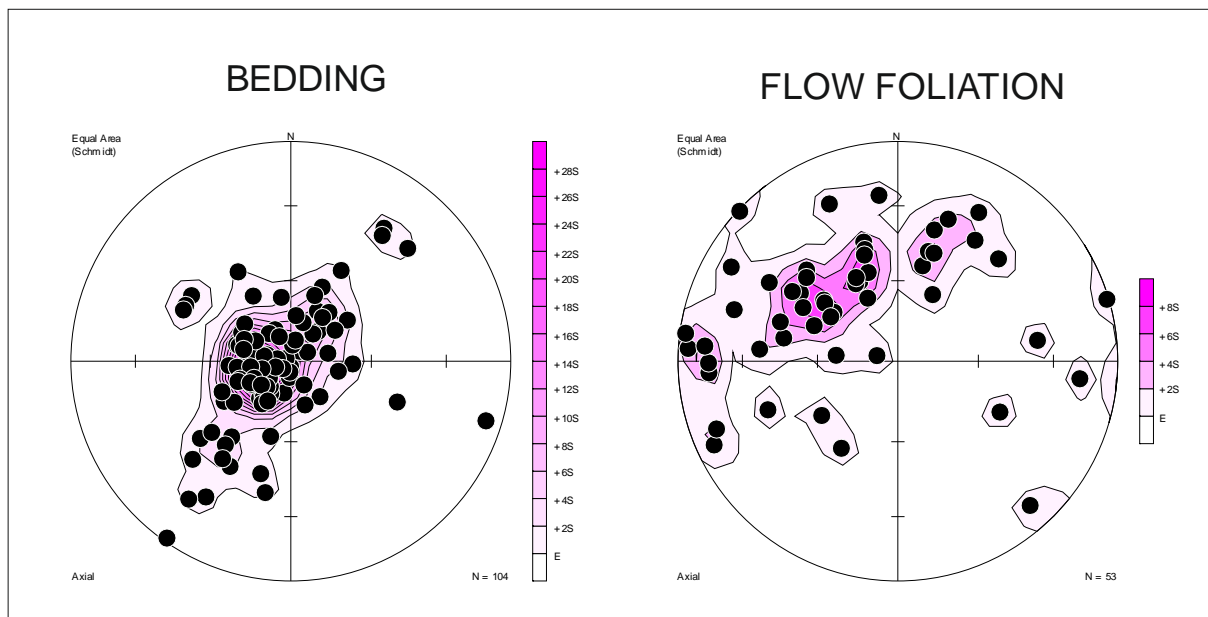 BEDDING
Equal Area
(Schmidt)
N
+28S
+26S
+24S
+22S
+20S
+18S
+16S
+14S
+12S
+10S
+8S
+6S
+4S
+2S
E
Axial
N = 104
FLOW FOLIATION
Equal Area
(Schmidt)
N
+8S
+6S
+4S
+2S
E
Axial
N = 53